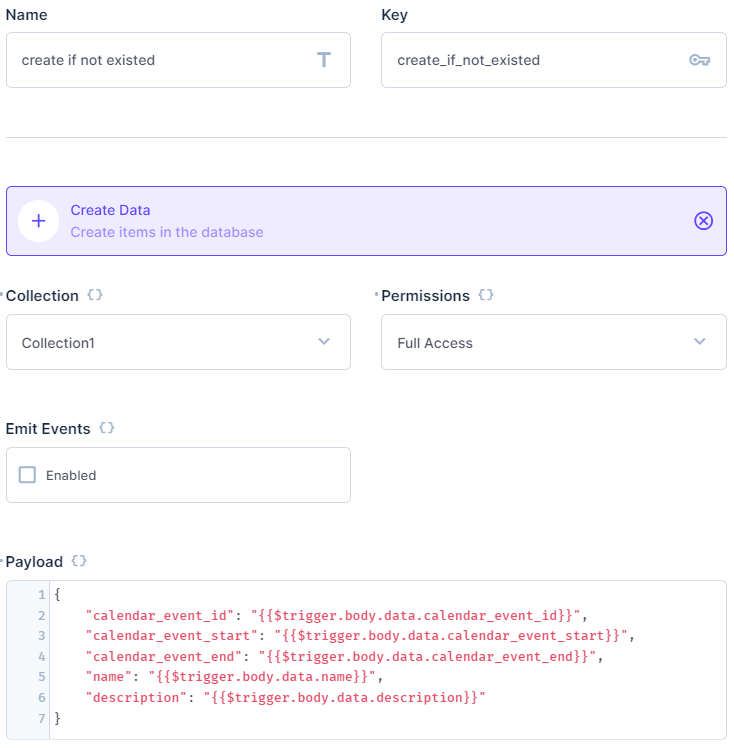 Name
Key
create if not existed
create_if_not_existed
Create Data
Create items in the database
Collection {}
Permissions {}
Collection1
Full Access
Emit Events {}
Enabled
Payload {}
1 {
2 "calendar_event_id": "{{$trigger.body.data.calendar_event_id}}",
3 "calendar_event_start": "{{$trigger.body.data.calendar_event_start}}",
4 "calendar_event_end": "{{$trigger.body.data.calendar_event_end}}",
5 "name": "{{$trigger.body.data.name}}",
6 "description": "{{$trigger.body.data.description}}"
7 }